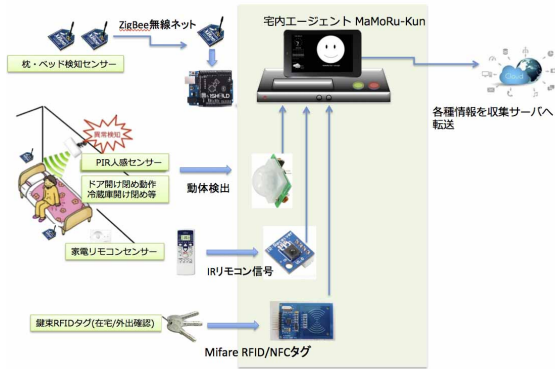 ZigBee無線ネット
宅内エージェント MaMoRu-Kun
枕・ベッド検知センサー
Cloud
各種情報を収集サーバへ
転送
異常検知
PIR人感センサー
ドア開け閉め動作
冷蔵庫開け閉め等
動体検出
家電リモコンセンサー
IRリモコン信号
鍵束RFIDタグ(在宅/外出確認)
Mifare RFID/NFCタグ